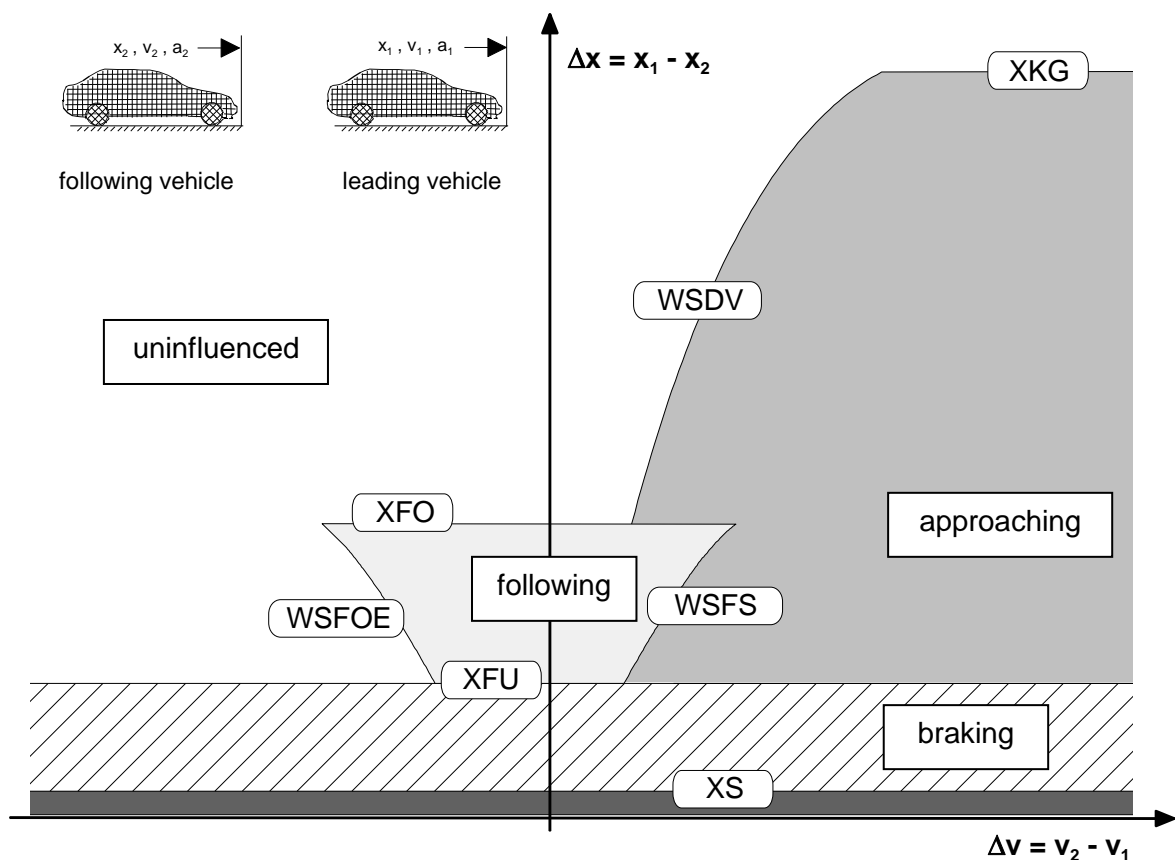 x₂ , v₂ , a₂
x₁ , v₁ , a₁
Δx = x₁ - x₂
XKG
following vehicle
leading vehicle
WSDV
uninfluenced
XFO
approaching
following
WSFOE
WSFS
XFU
braking
XS
Δv = v₂ - v₁